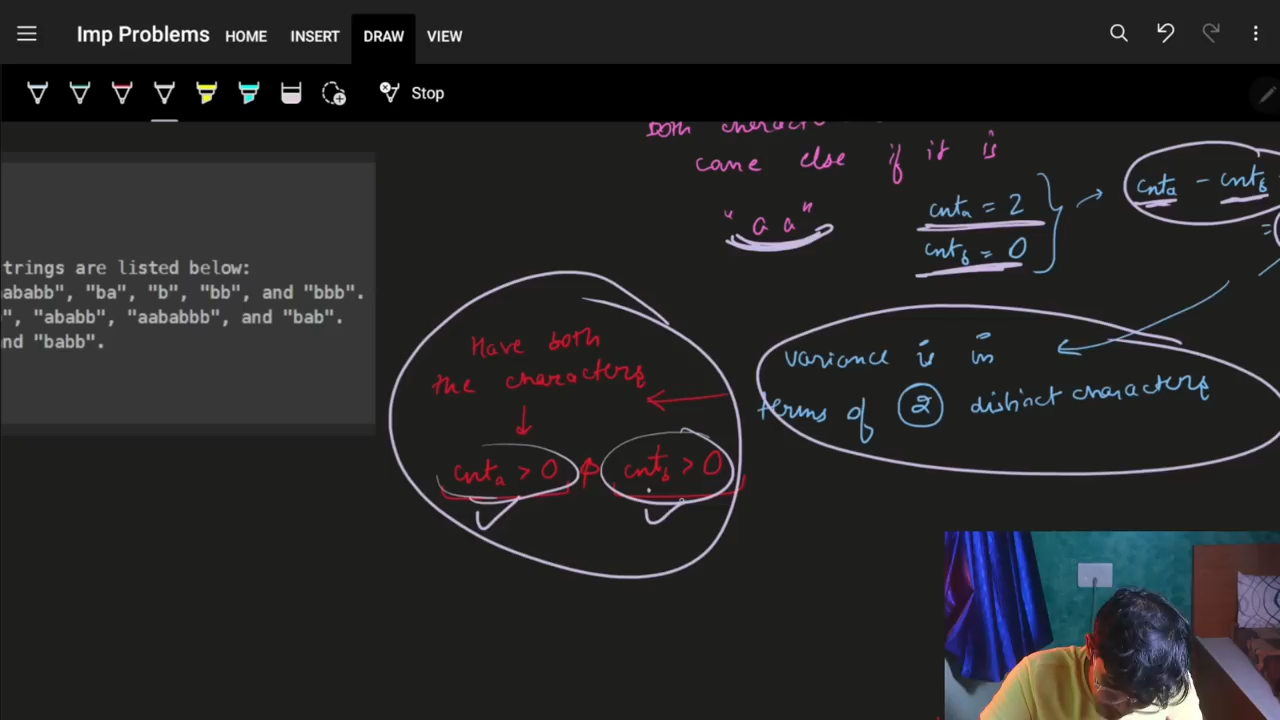 Imp Problems HOME INSERT DRAW VIEW
Stop
both
cane else if it is
"a a"
cnta = 2
cntb = 0
cnta - cntb
=
trings are listed below:
ababb", "ba", "b", "bb", and "bbb".
", "ababb", "aababbb", and "bab".
nd "babb".
Have both
the characters
cnta > 0 & cntb > 0
variance is in
terms of 2 distinct characters